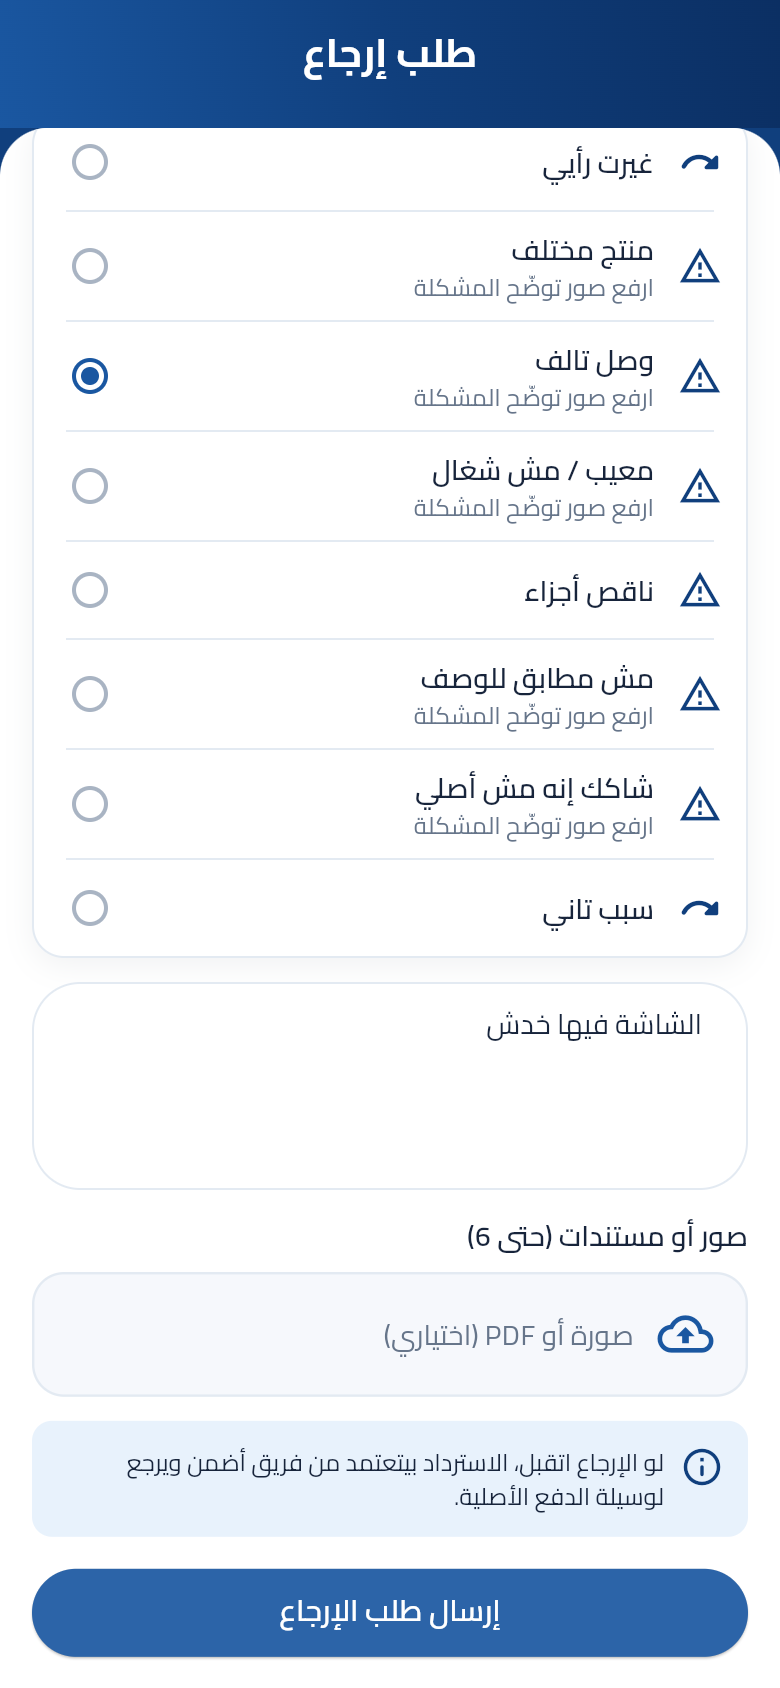 طلب إرجاع
غيرت رأيي
منتج مختلف
ارفع صور توضّح المشكلة
وصل تالف
ارفع صور توضّح المشكلة
معيب / مش شغال
ارفع صور توضّح المشكلة
ناقص أجزاء
مش مطابق للوصف
ارفع صور توضّح المشكلة
شاكك إنه مش أصلي
ارفع صور توضّح المشكلة
سبب تاني
الشاشة فيها خدش
صور أو مستندات (حتى 6)
صورة أو PDF (اختياري)
لو الإرجاع اتقبل، الاسترداد بيتعتمد من فريق أضمن ويرجع
لوسيلة الدفع الأصلية.
إرسال طلب الإرجاع